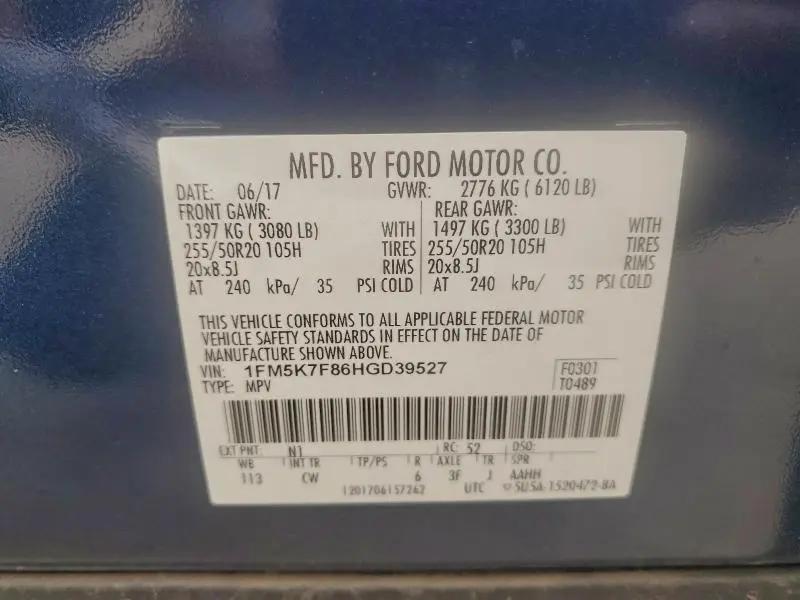 MFD. BY FORD MOTOR CO.
DATE: 06/17 GVWR: 2776 KG ( 6120 LB)
FRONT GAWR: REAR GAWR:
1397 KG ( 3080 LB) WITH 1497 KG ( 3300 LB) WITH
255/50R20 105H TIRES 255/50R20 105H TIRES
20x8.5J RIMS 20x8.5J RIMS
AT 240 kPa/ 35 PSI COLD AT 240 kPa/ 35 PSI COLD
THIS VEHICLE CONFORMS TO ALL APPLICABLE FEDERAL MOTOR
VEHICLE SAFETY STANDARDS IN EFFECT ON THE DATE OF
MANUFACTURE SHOWN ABOVE.
VIN: 1FM5K7F86HGD39527 F0301
TYPE: MPV T0489
EXT PNT: N1 RC: 52 DSO:
WB INT TR TP/PS R AXLE TR SPR
113 CW 6 3F J AAHH
1201706157262 UTC 5U5A-1520472-BA